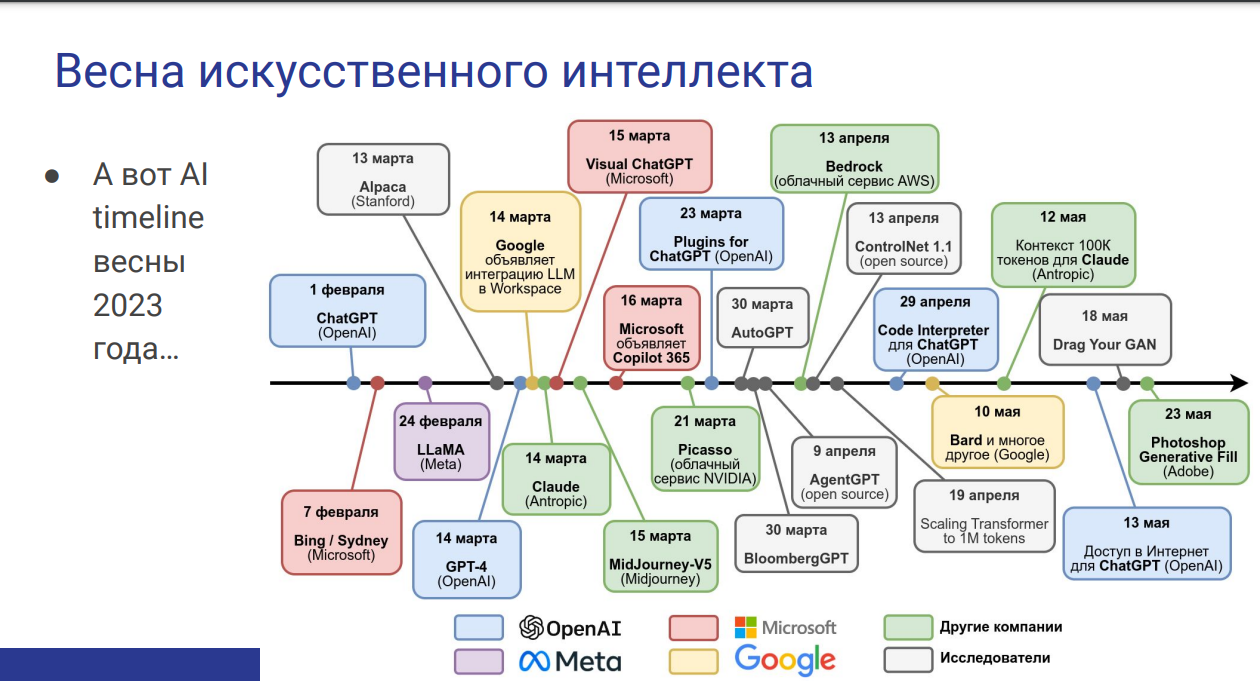 Весна искусственного интеллекта
● А вот AI
timeline
весны
2023
года…
1 февраля
ChatGPT
(OpenAI)
13 марта
Alpaca
(Stanford)
14 марта
Google
объявляет
интеграцию LLM
в Workspace
15 марта
Visual ChatGPT
(Microsoft)
16 марта
Microsoft
объявляет
Copilot 365
23 марта
Plugins for
ChatGPT (OpenAI)
30 марта
AutoGPT
13 апреля
Bedrock
(облачный сервис AWS)
13 апреля
ControlNet 1.1
(open source)
29 апреля
Code Interpreter
для ChatGPT
(OpenAI)
12 мая
Контекст 100К
токенов для Claude
(Antropic)
18 мая
Drag Your GAN
7 февраля
Bing / Sydney
(Microsoft)
24 февраля
LLaMA
(Meta)
14 марта
GPT-4
(OpenAI)
14 марта
Claude
(Antropic)
15 марта
MidJourney-V5
(Midjourney)
21 марта
Picasso
(облачный
сервис NVIDIA)
30 марта
BloombergGPT
9 апреля
AgentGPT
(open source)
19 апреля
Scaling Transformer
to 1M tokens
10 мая
Bard и многое
другое (Google)
13 мая
Доступ в Интернет
для ChatGPT (OpenAI)
23 мая
Photoshop
Generative Fill
(Adobe)
OpenAI
Microsoft
Другие компании
Meta
Google
Исследователи